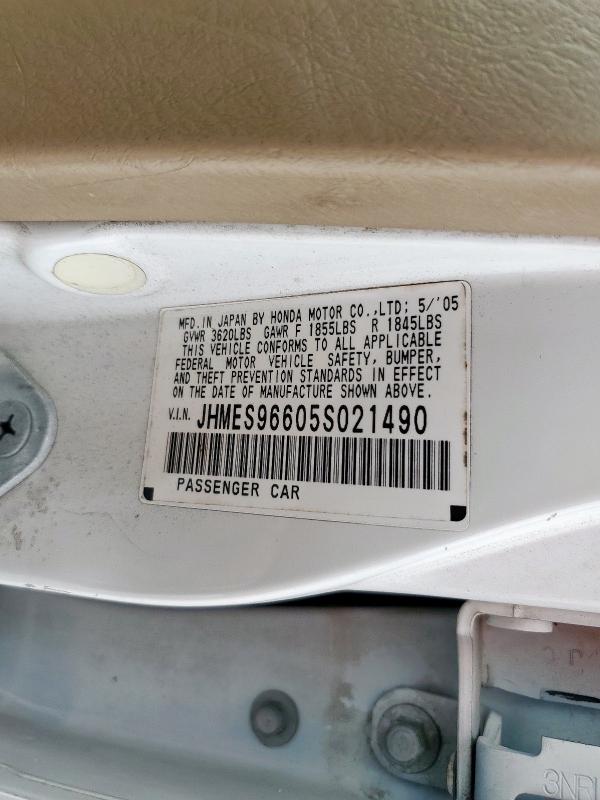 MFD. IN JAPAN BY HONDA MOTOR CO.,LTD; 5/'05
GVWR 3620LBS GAWR F 1855LBS R 1845LBS
THIS VEHICLE CONFORMS TO ALL APPLICABLE
FEDERAL MOTOR VEHICLE SAFETY, BUMPER,
AND THEFT PREVENTION STANDARDS IN EFFECT
ON THE DATE OF MANUFACTURE SHOWN ABOVE.
V.I.N. JHMES96605S021490
PASSENGER CAR